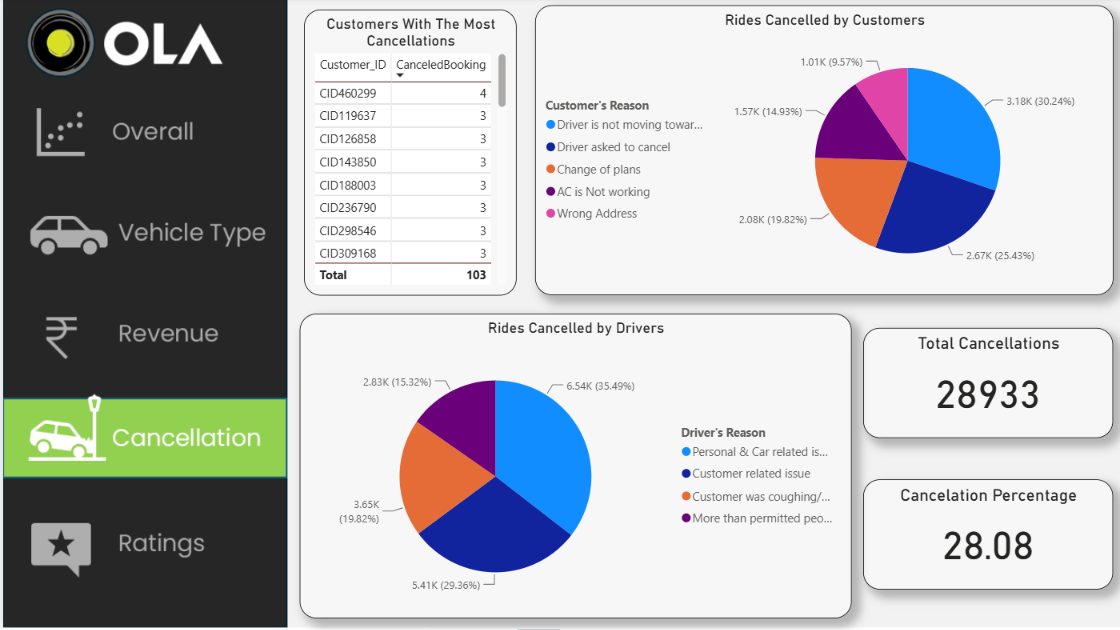 OLA
Overall
Vehicle Type
Revenue
Cancellation
Ratings
Customers With The Most
Cancellations
Customer_ID CanceledBooking
CID460299 4
CID119637 3
CID126858 3
CID143850 3
CID188003 3
CID236790 3
CID298546 3
CID309168 3
Total 103
Rides Cancelled by Customers
Customer's Reason
Driver is not moving towar...
Driver asked to cancel
Change of plans
AC is Not working
Wrong Address
1.01K (9.57%)
3.18K (30.24%)
1.57K (14.93%)
2.08K (19.82%)
2.67K (25.43%)
Rides Cancelled by Drivers
2.83K (15.32%)
6.54K (35.49%)
3.65K
(19.82%)
5.41K (29.36%)
Driver's Reason
Personal & Car related is...
Customer related issue
Customer was coughing/...
More than permitted peo...
Total Cancellations
28933
Cancelation Percentage
28.08